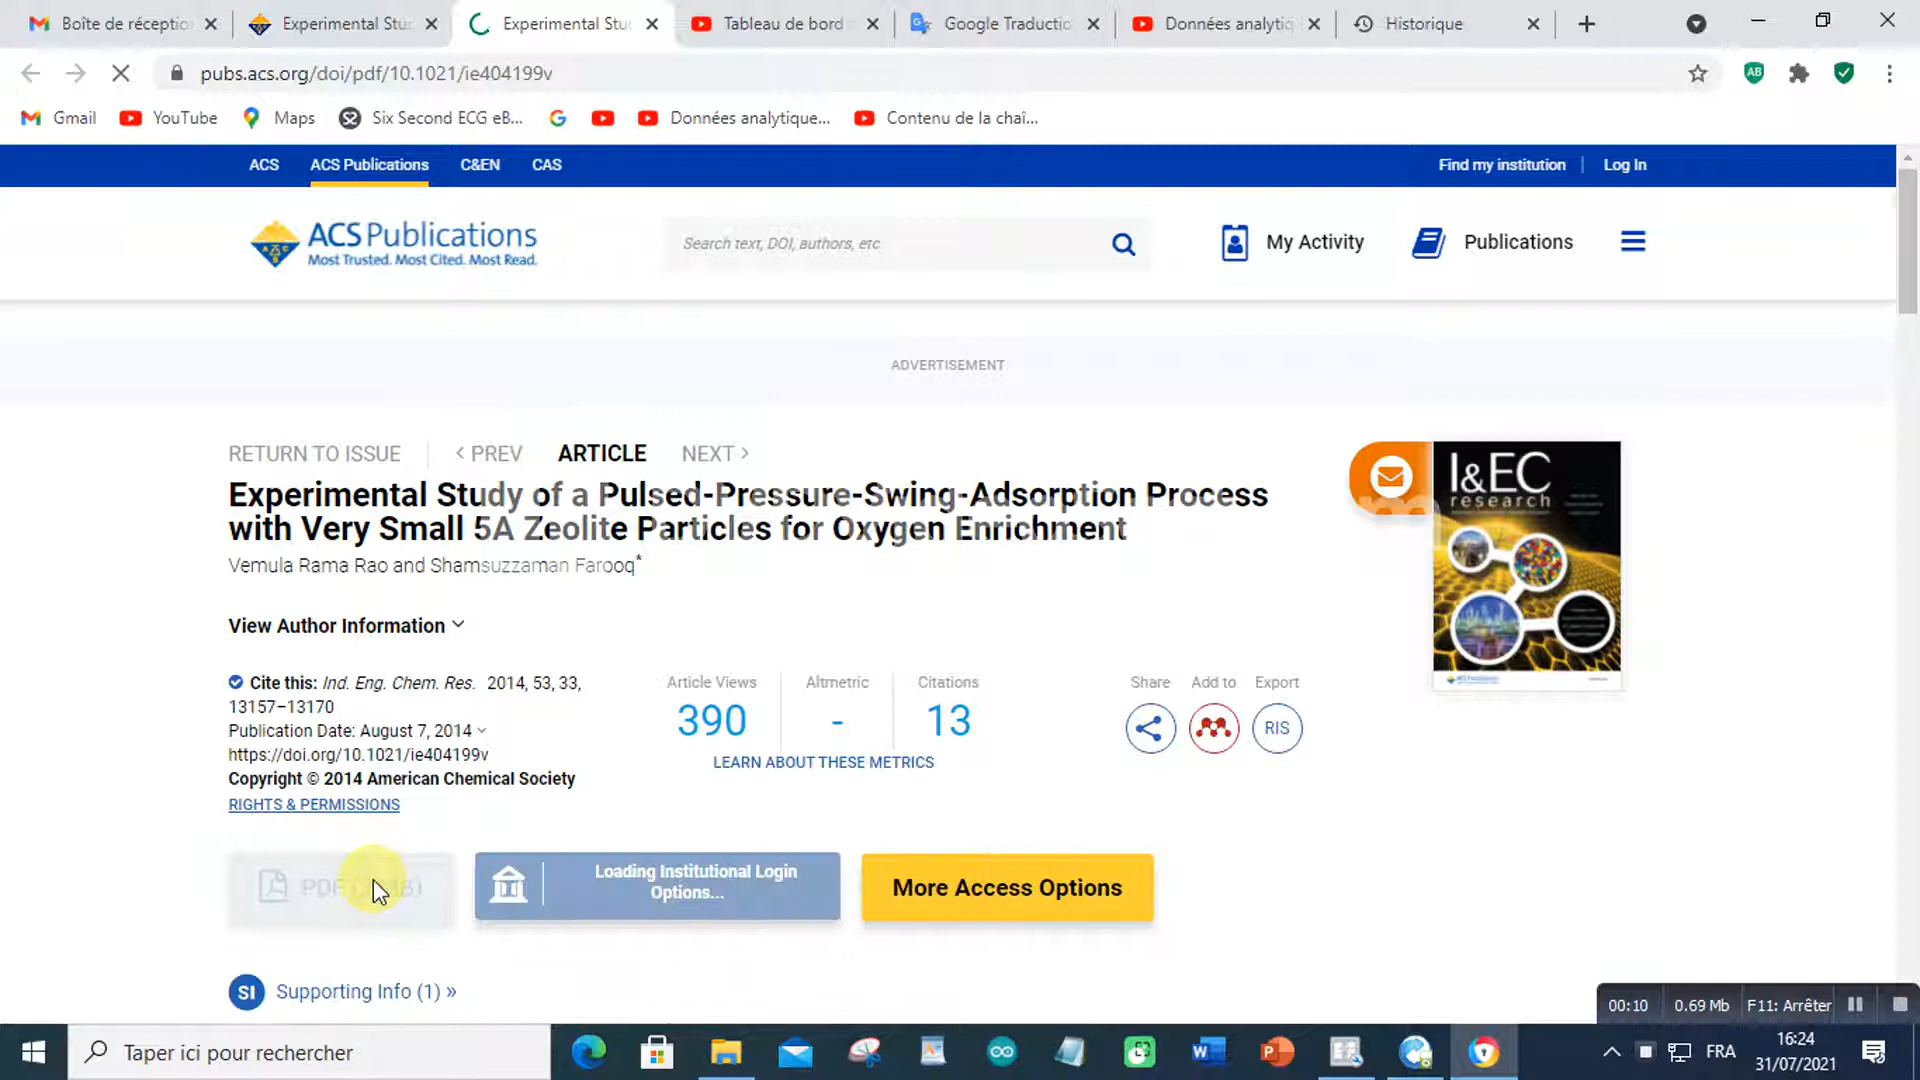 Boîte de réception
Experimental Stu
Experimental Stu
Tableau de bord
Google Traductio
Données analytiq
Historique
pubs.acs.org/doi/pdf/10.1021/ie404199v
AB
Gmail
YouTube
Maps
Six Second ECG eB...
Données analytique...
Contenu de la chaî...
ACS
ACS Publications
C&EN
CAS
Find my institution
Log In
ACS Publications
Most Trusted. Most Cited. Most Read.
Search text, DOI, authors, etc
My Activity
Publications
ADVERTISEMENT
RETURN TO ISSUE
< PREV
ARTICLE
NEXT >
Experimental Study of a Pulsed-Pressure-Swing-Adsorption Process
with Very Small 5A Zeolite Particles for Oxygen Enrichment
Vemula Rama Rao and Shamsuzzaman Farooq*
I&EC
research
View Author Information
Cite this: Ind. Eng. Chem. Res. 2014, 53, 33,
13157–13170
Publication Date: August 7, 2014
https://doi.org/10.1021/ie404199v
Copyright © 2014 American Chemical Society
RIGHTS & PERMISSIONS
Article Views
390
Altmetric
-
Citations
13
LEARN ABOUT THESE METRICS
Share
Add to
Export
RIS
ACS Publications
PDF
Loading Institutional Login
Options...
More Access Options
SI
Supporting Info (1) »
00:10
0.69 Mb
F11: Arrêter
Taper ici pour rechercher
FRA
16:24
31/07/2021